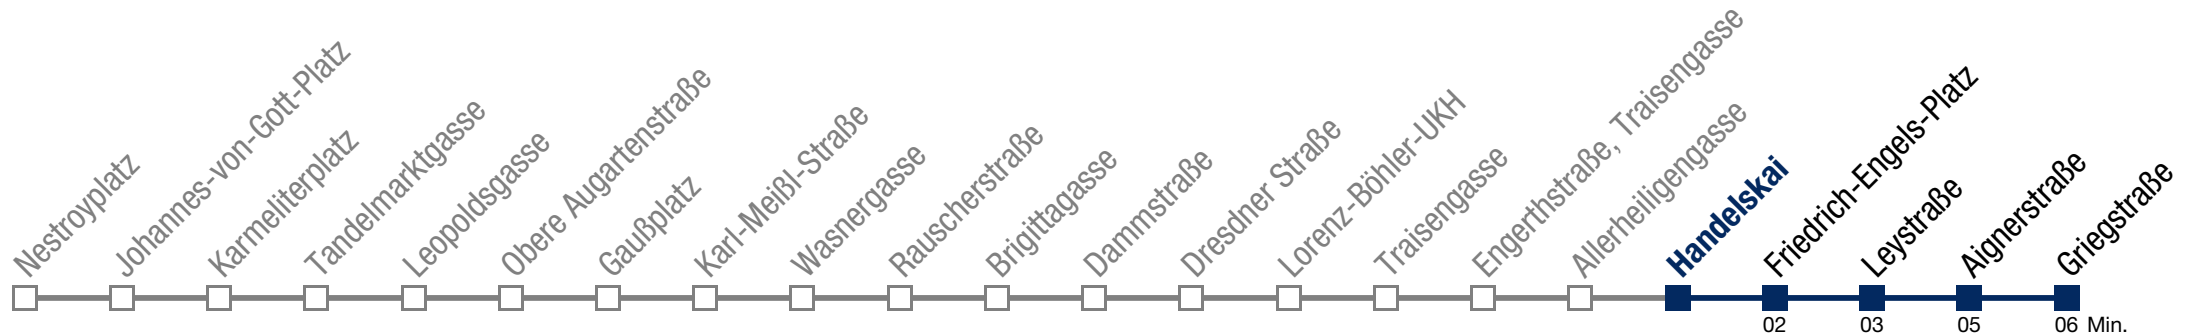 Nestroyplatz
Johannes-von-Gott-Platz
Karmeliterplatz
Tandelmarktgasse
Leopoldsgasse
Obere Augartenstraße
Gaußplatz
Karl-Meißl-Straße
Wasnergasse
Rauscherstraße
Brigittagasse
Dammstraße
Dresdner Straße
Lorenz-Böhler-UKH
Traisengasse
Engerthstraße, Traisengasse
Allerheiligengasse
Handelskai
Friedrich-Engels-Platz
Leystraße
Aignerstraße
Griegstraße
02 03 05 06 Min.